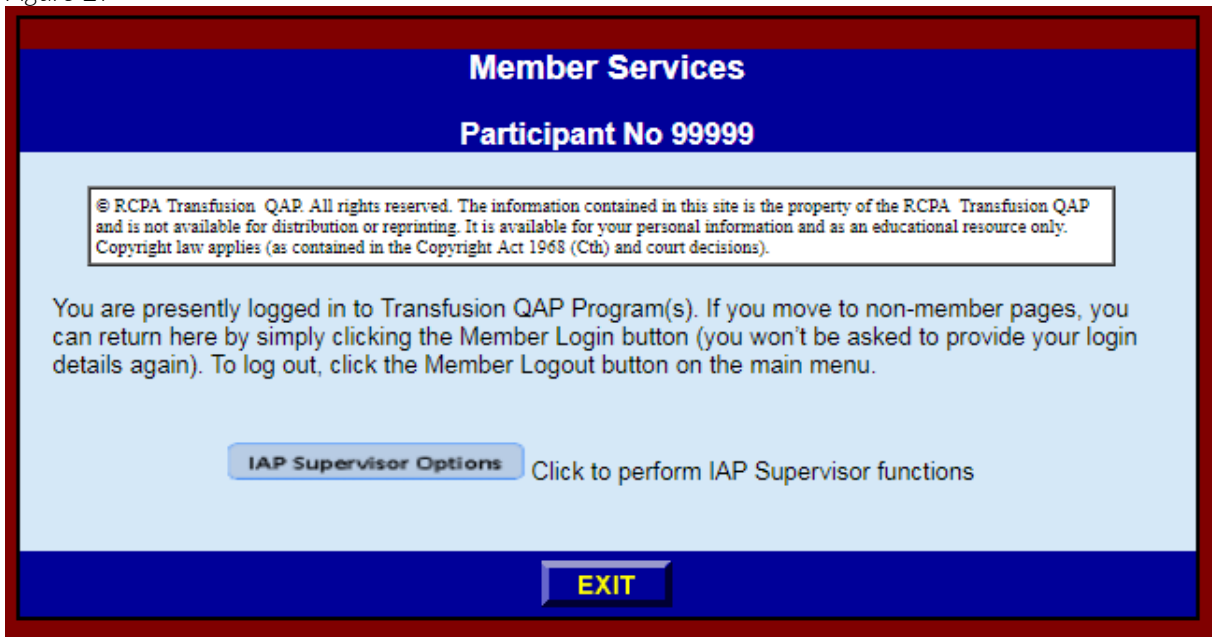 Member Services
Participant No 99999
© RCPA Transfusion QAP. All rights reserved. The information contained in this site is the property of the RCPA Transfusion QAP
and is not available for distribution or reprinting. It is available for your personal information and as an educational resource only.
Copyright law applies (as contained in the Copyright Act 1968 (Cth) and court decisions).
You are presently logged in to Transfusion QAP Program(s). If you move to non-member pages, you
can return here by simply clicking the Member Login button (you won't be asked to provide your login
details again). To log out, click the Member Logout button on the main menu.
IAP Supervisor Options Click to perform IAP Supervisor functions
EXIT